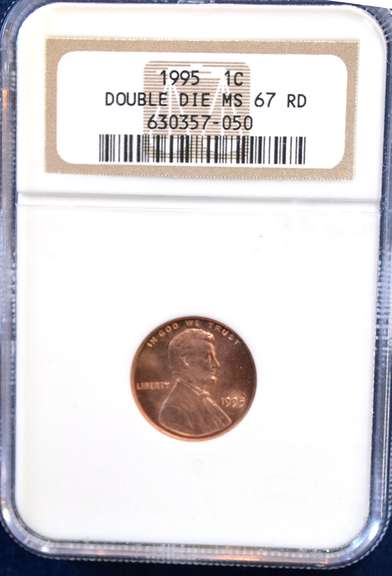 1995 1C
DOUBLE DIE MS 67 RD
630357-050
IN GOD WE TRUST
LIBERTY
1995